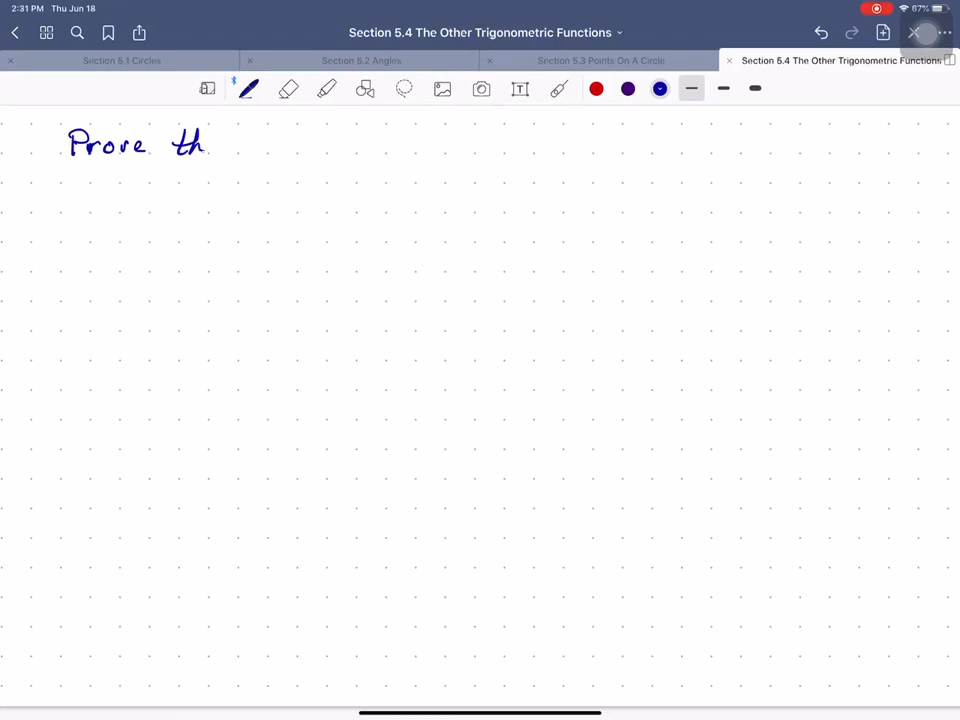 2:31 PM Thu Jun 18 67%
Section 5.4 The Other Trigonometric Functions
Section 5.1 Circles Section 5.2 Angles Section 5.3 Points On A Circle Section 5.4 The Other Trigonometric Functions
T
Prove th